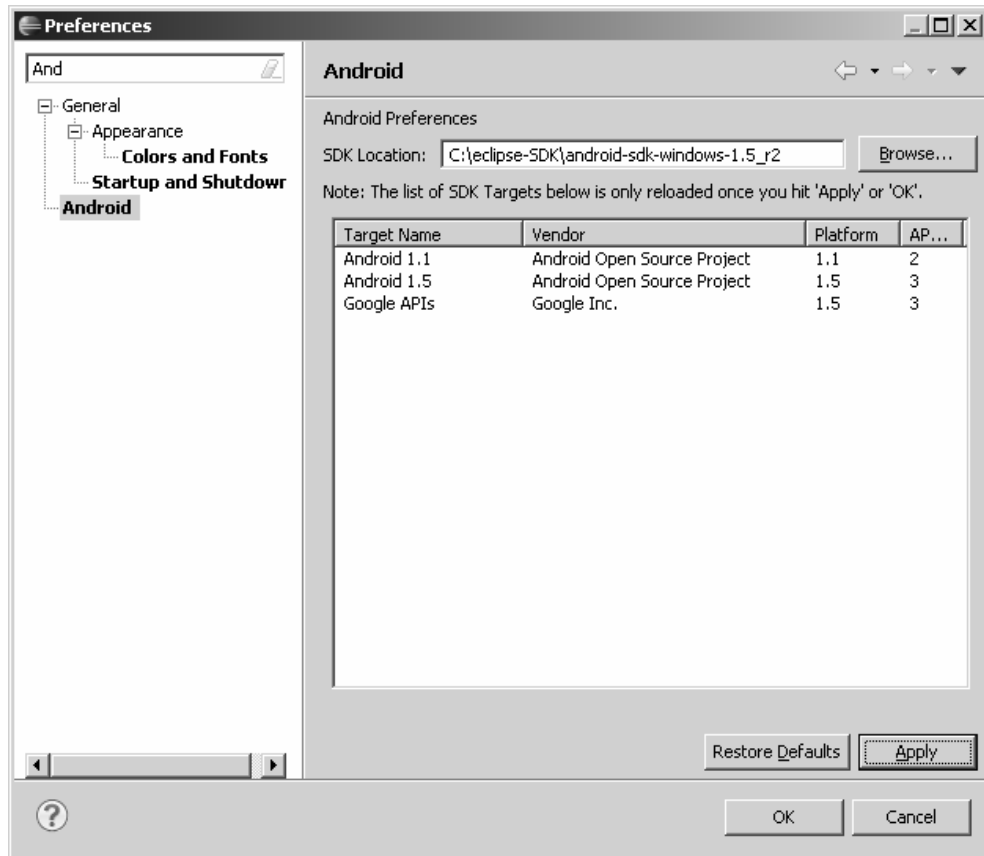 Preferences
And
General
Appearance
Colors and Fonts
Startup and Shutdowr
Android
Android
Android Preferences
SDK Location: C:\eclipse-SDK\android-sdk-windows-1.5_r2 Browse...
Note: The list of SDK Targets below is only reloaded once you hit 'Apply' or 'OK'.
Target Name Vendor Platform AP...
Android 1.1 Android Open Source Project 1.1 2
Android 1.5 Android Open Source Project 1.5 3
Google APIs Google Inc. 1.5 3
Restore Defaults Apply
? OK Cancel